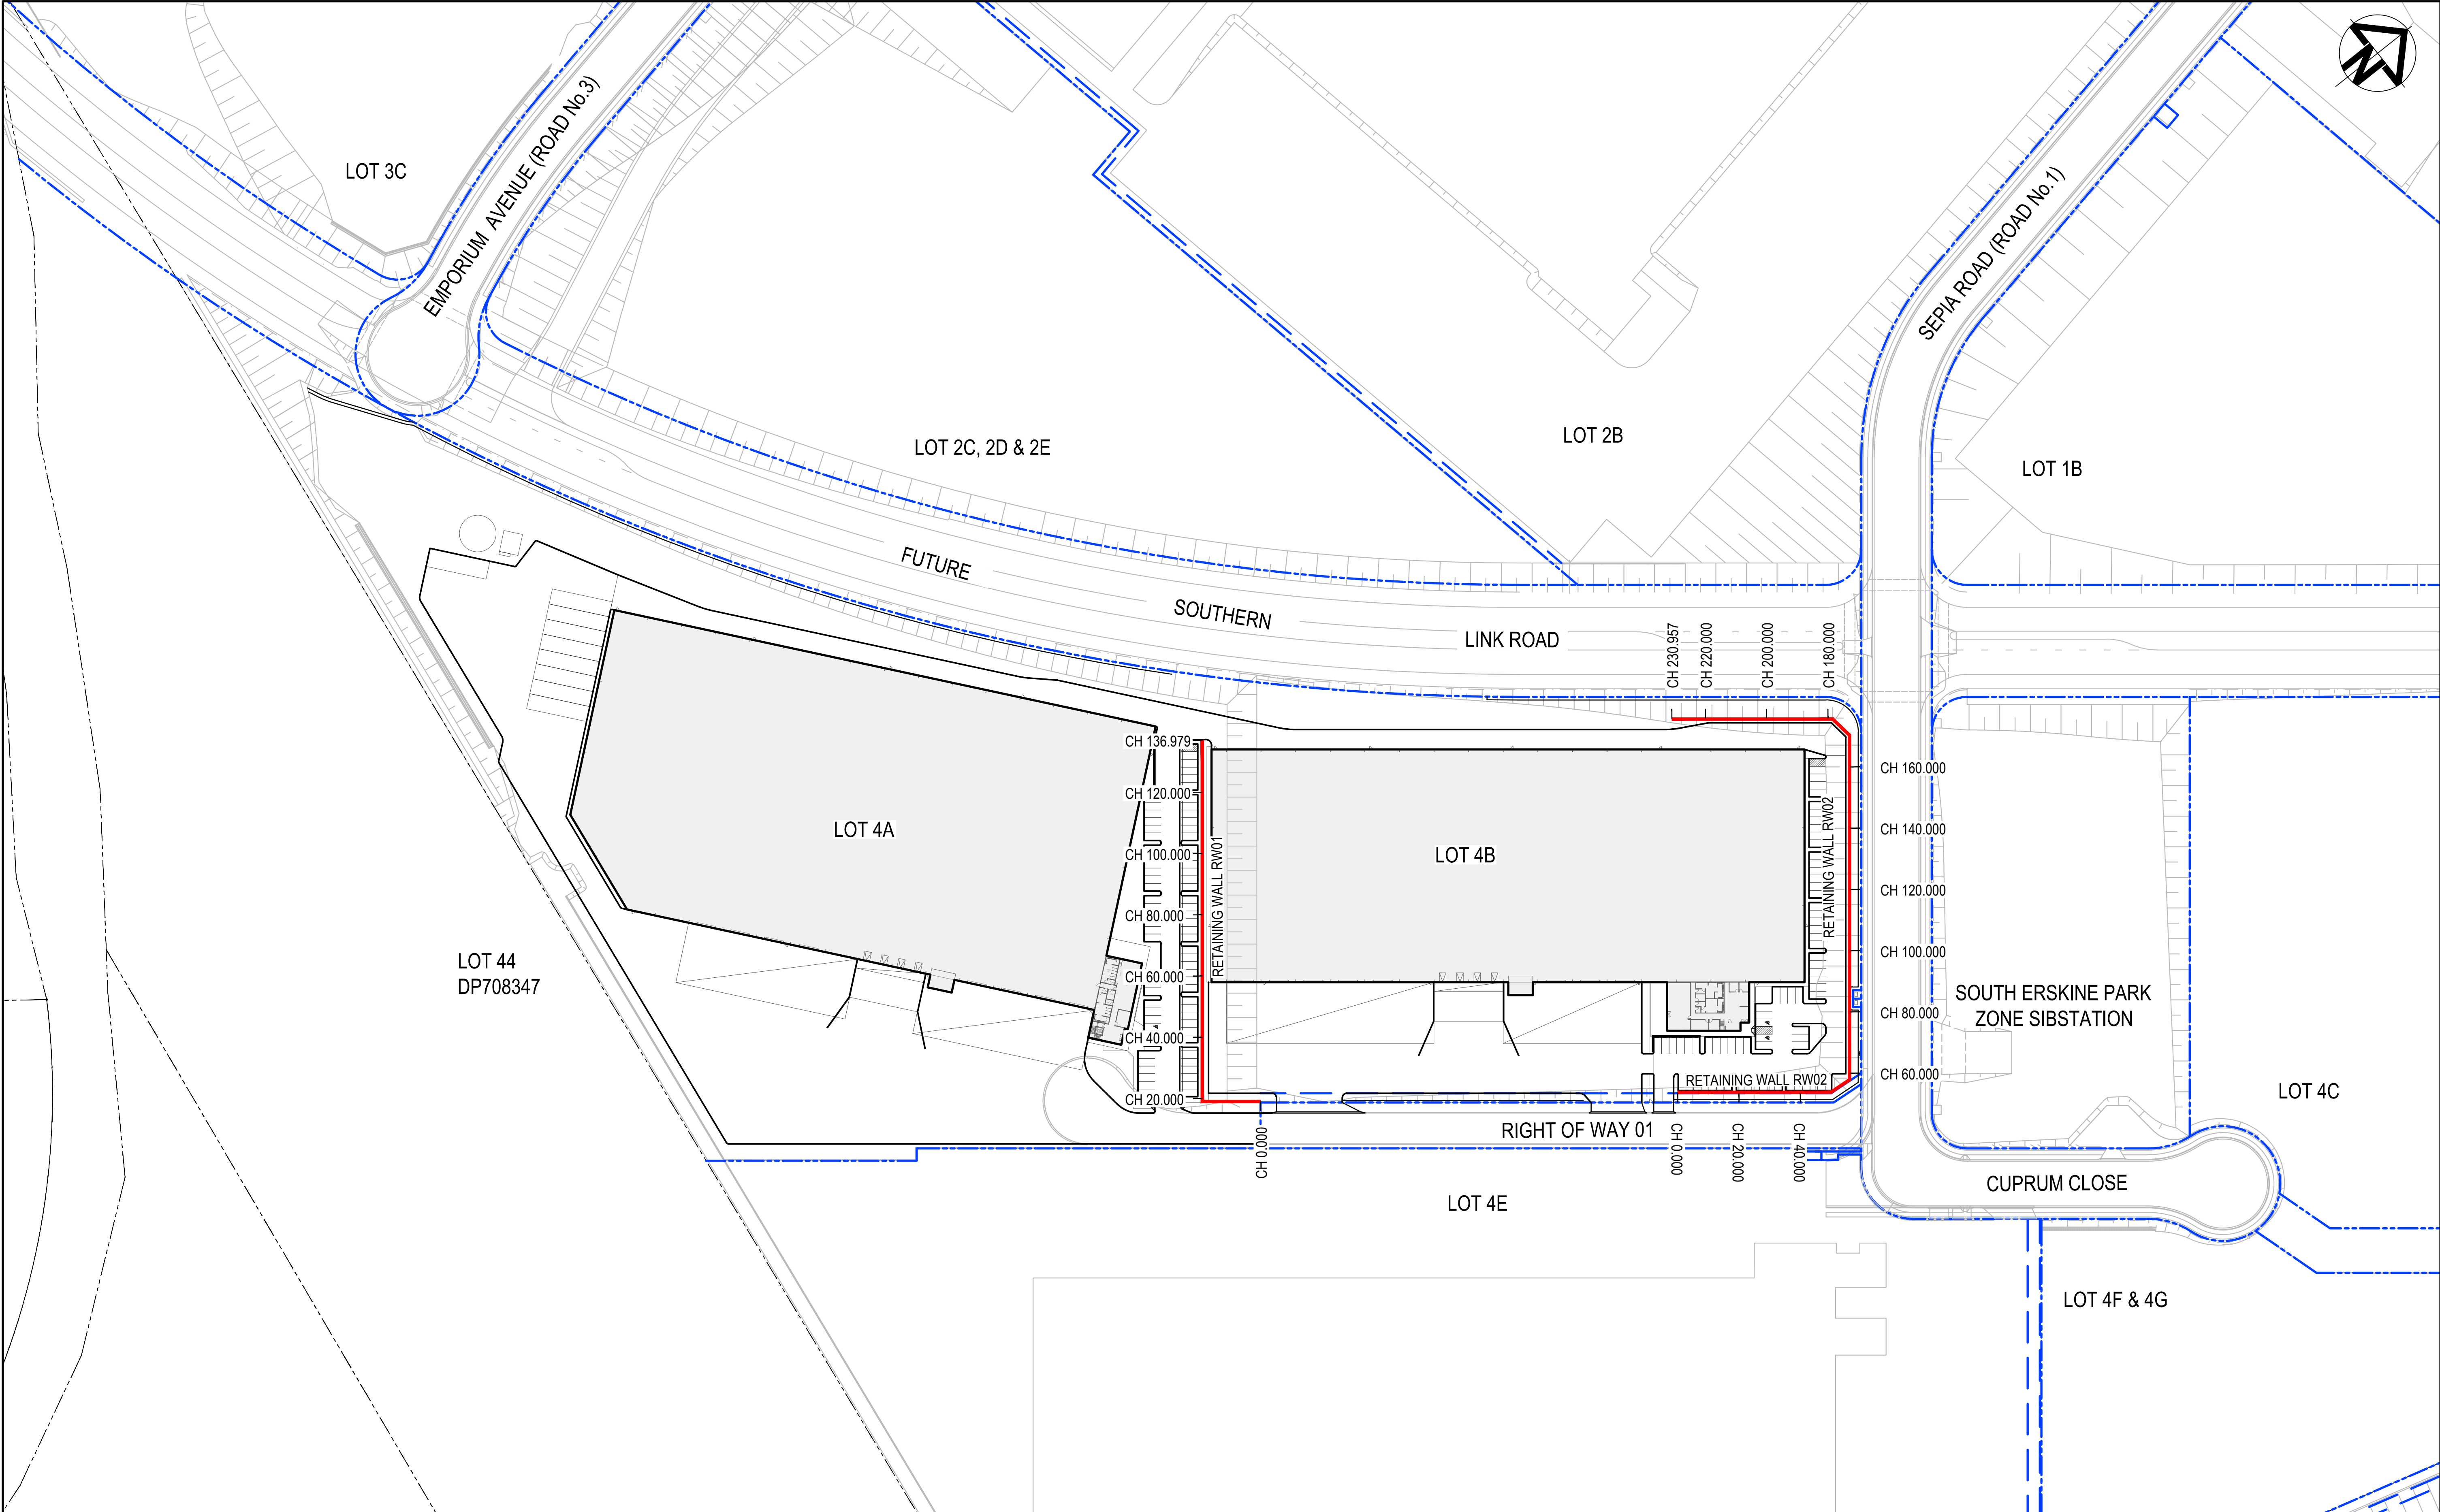 N
EMPORIUM AVENUE (ROAD No.3)
LOT 3C
SEPIA ROAD (ROAD No.1)
LOT 2C, 2D & 2E
LOT 2B
LOT 1B
FUTURE
SOUTHERN
LINK ROAD
CH 230.957
CH 220.000
CH 200.000
CH 180.000
CH 136.979
CH 120.000
CH 100.000
CH 80.000
CH 60.000
CH 40.000
CH 20.000
CH 0.000
RETAINING WALL RW01
LOT 4A
LOT 4B
RETAINING WALL RW02
CH 160.000
CH 140.000
CH 120.000
CH 100.000
CH 80.000
CH 60.000
LOT 44
DP708347
SOUTH ERSKINE PARK
ZONE SIBSTATION
RETAINING WALL RW02
LOT 4C
RIGHT OF WAY 01
CH 0.000
CH 20.000
CH 40.000
CUPRUM CLOSE
LOT 4E
LOT 4F & 4G